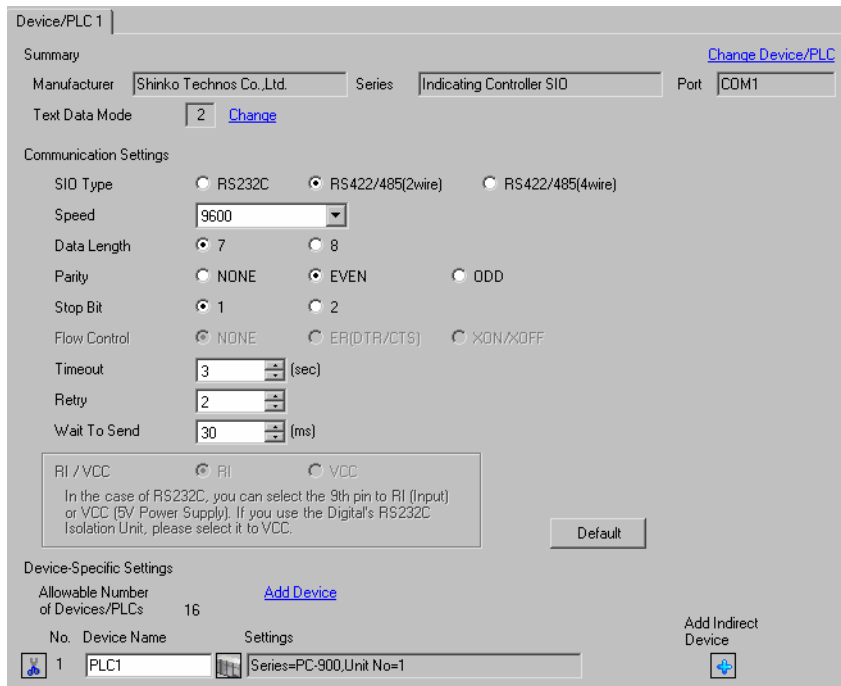 Device/PLC 1
Summary
Change Device/PLC
Manufacturer Shinko Technos Co.,Ltd. Series Indicating Controller SIO Port COM1
Text Data Mode 2 Change
Communication Settings
SIO Type RS232C RS422/485(2wire) RS422/485(4wire)
Speed 9600
Data Length 7 8
Parity NONE EVEN ODD
Stop Bit 1 2
Flow Control NONE ER(DTR/CTS) XON/XOFF
Timeout 3 (sec)
Retry 2
Wait To Send 30 (ms)
RI / VCC RI VCC
In the case of RS232C, you can select the 9th pin to RI (Input)
or VCC (5V Power Supply). If you use the Digital's RS232C
Isolation Unit, please select it to VCC.
Default
Device-Specific Settings
Allowable Number Add Device
of Devices/PLCs 16
Add Indirect
Device
No. Device Name Settings
1 PLC1 Series=PC-900,Unit No=1